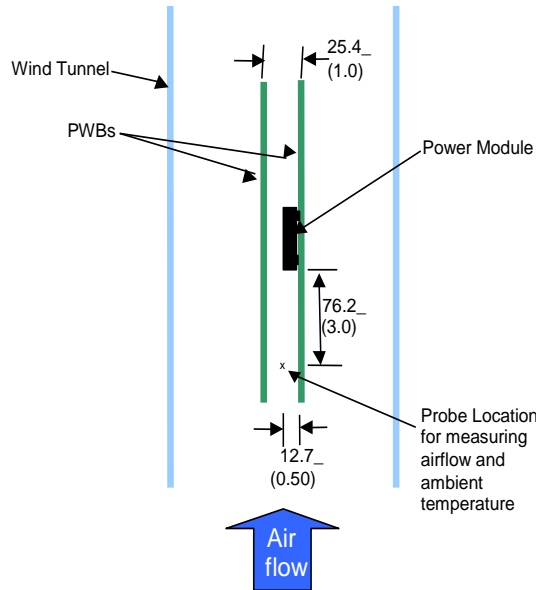 25.4_
(1.0)
Wind Tunnel
PWBs
Power Module
76.2_
(3.0)
x
Probe Location
for measuring
airflow and
ambient
temperature
12.7_
(0.50)
Air
flow